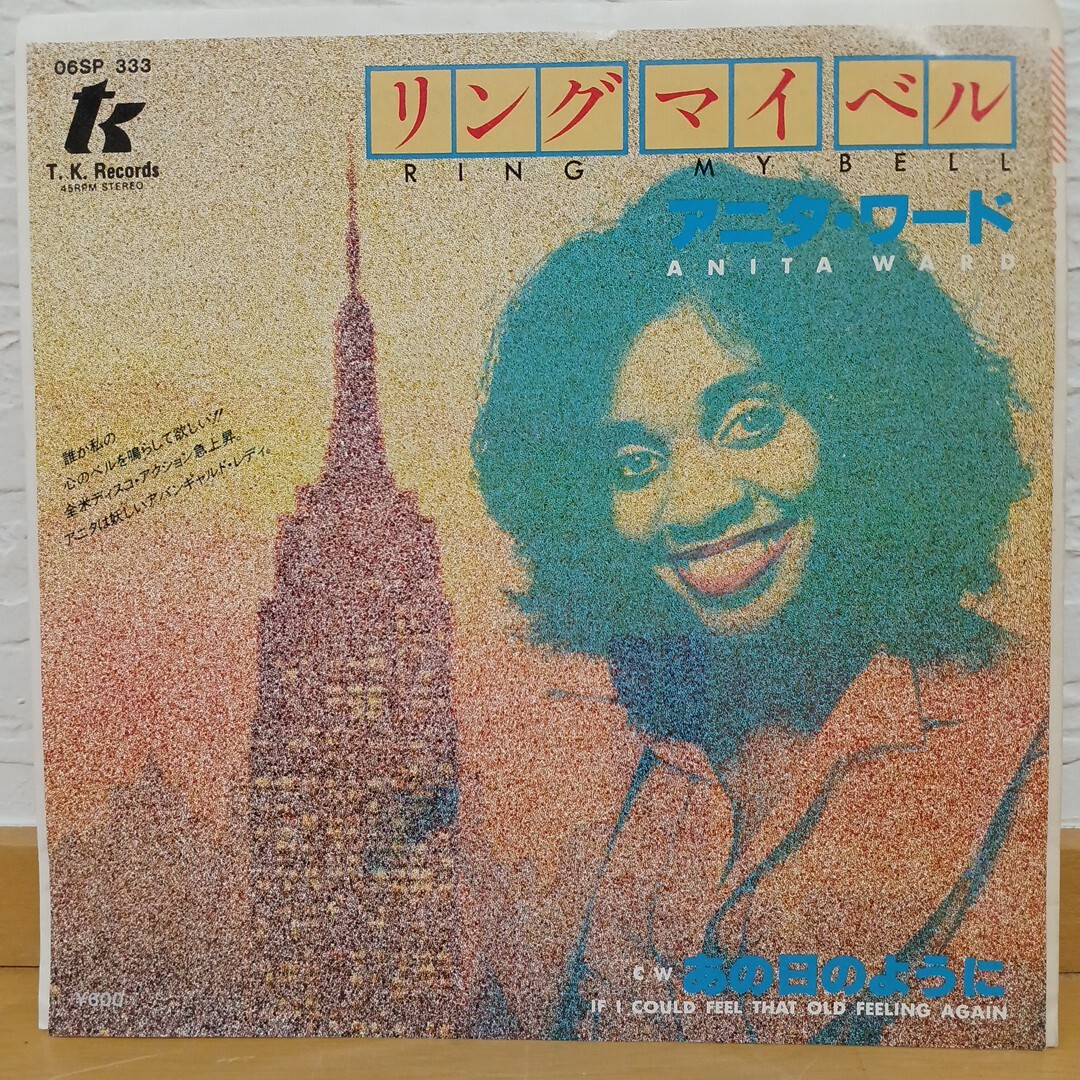 06SP 333
tk
T. K. Records
45RPM STEREO
リング マイ ベル
RING MY BELL
アニタ・ワード
ANITA WARD
誰か私の
心のベルを鳴らして欲しい!!
全米ディスコ・アクション急上昇。
アニタは妖しいアバンギャルド・レディ。
C W あの日のように
IF I COULD FEEL THAT OLD FEELING AGAIN
¥600